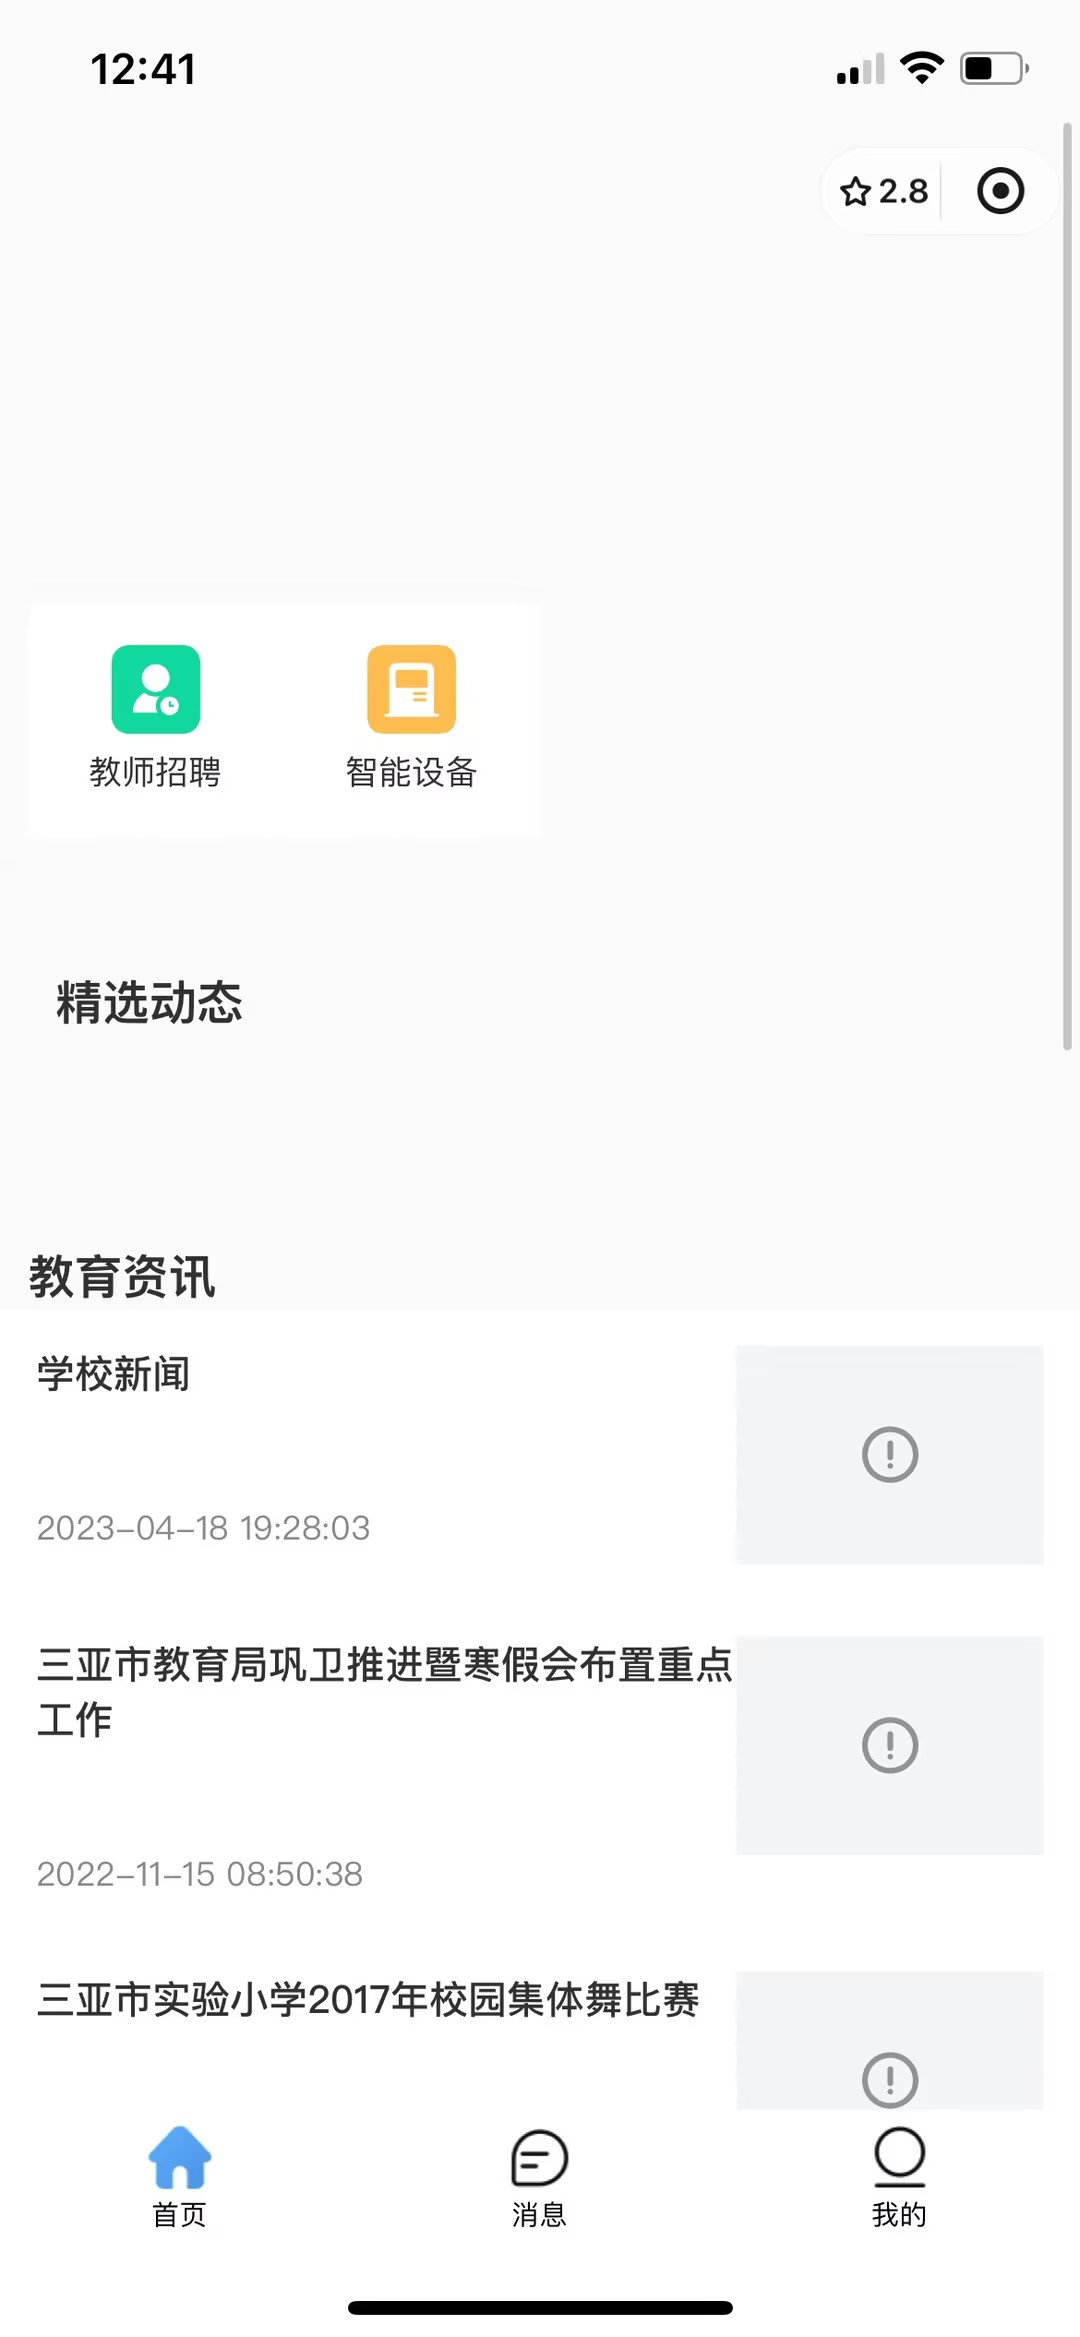 12:41
2.8
教师招聘
智能设备
精选动态
教育资讯
学校新闻
2023-04-18 19:28:03
三亚市教育局巩卫推进暨寒假会布置重点
工作
2022-11-15 08:50:38
三亚市实验小学2017年校园集体舞比赛
首页
消息
我的